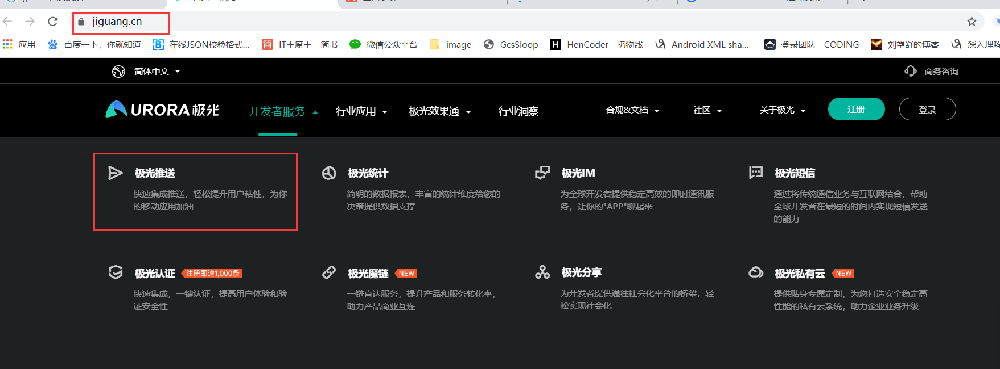 jiguang.cn
应用
百度一下，你就知道
在线JSON校验格式...
简 IT王魔王 - 简书
微信公众平台
image
GcsSloop
H HenCoder - 扔物线
Android XML sha...
登录团队 - CODING
刘望舒的博客
深入理解
简体中文
商务咨询
URORA极光
开发者服务
行业应用
极光效果通
行业洞察
合规&文档
社区
关于极光
注册
登录
极光推送
快速集成推送，轻松提升用户粘性，为你
的移动应用加油
极光统计
简明的数据报表，丰富的统计维度给您的
决策提供数据支撑
极光IM
为全球开发者提供稳定高效的即时通讯服
务，让你的"APP"聊起来
极光短信
通过将传统通信业务与互联网结合，帮助
全球开发者在最短的时间内实现短信发送
的能力
极光认证 注册即送1,000条
快速集成，一键认证，提高用户体验和验
证安全性
极光魔链 NEW
一链直达服务，提升产品和服务转化率，
助力产品商业互连
极光分享
为开发者提供通往社会化平台的桥梁，轻
松实现社会化
极光私有云 NEW
提供贴身专属定制，为您打造安全稳定高
性能的私有云系统，助力企业业务升级